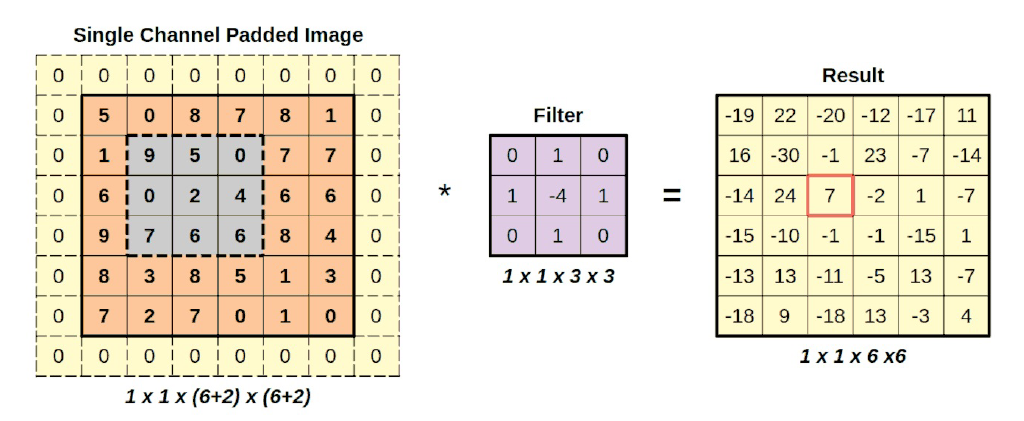 Single Channel Padded Image
0 0 0 0 0 0 0 0
0 5 0 8 7 8 1 0
0 1 9 5 0 7 7 0
0 6 0 2 4 6 6 0
0 9 7 6 6 8 4 0
0 8 3 8 5 1 3 0
0 7 2 7 0 1 0 0
0 0 0 0 0 0 0 0
1 x 1 x (6+2) x (6+2)
*
Filter
0 1 0
1 -4 1
0 1 0
1 x 1 x 3 x 3
=
Result
-19 22 -20 -12 -17 11
16 -30 -1 23 -7 -14
-14 24 7 -2 1 -7
-15 -10 -1 -1 -15 1
-13 13 -11 -5 13 -7
-18 9 -18 13 -3 4
1 x 1 x 6 x6